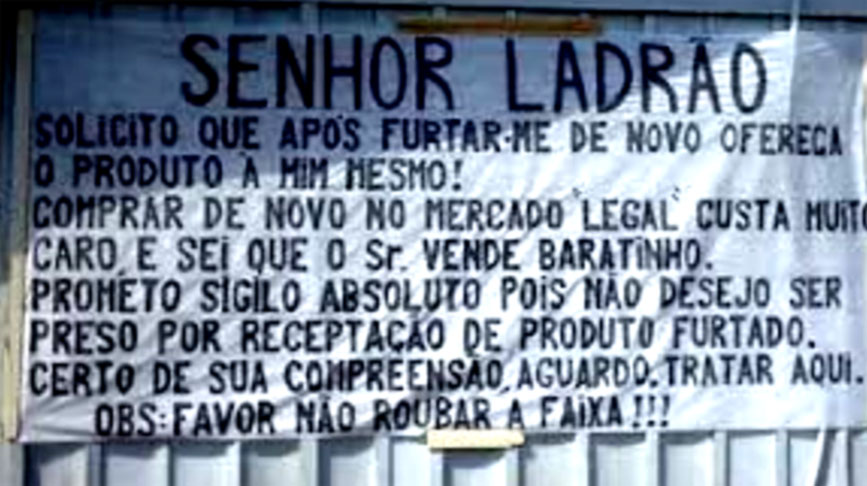 SENHOR LADRÃO
SOLICITO QUE APÓS FURTAR-ME DE NOVO OFEREÇA
O PRODUTO À MIM MESMO!
COMPRAR DE NOVO NO MERCADO "LEGAL" CUSTA MUITO
CARO, E SEI QUE O Sr. VENDE BARATINHO.
PROMETO SIGILO ABSOLUTO POIS NÃO DESEJO SER
PRESO POR RECEPTAÇÃO DE PRODUTO FURTADO.
CERTO DE SUA COMPREENSÃO, AGUARDO. TRATAR AQUI.
OBS: FAVOR NÃO ROUBAR A FAIXA!!!